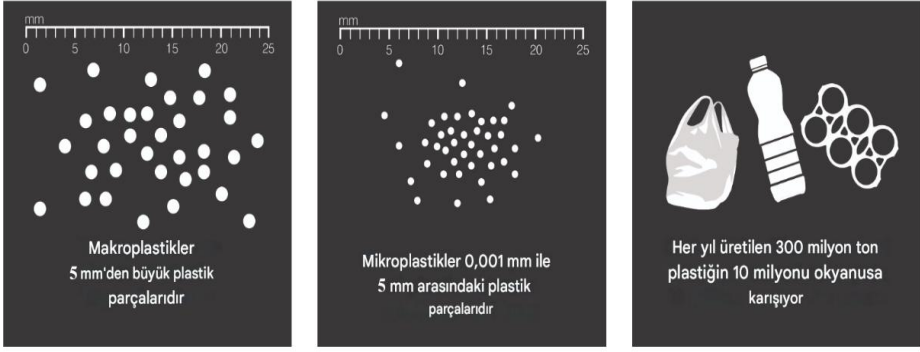 mm
0 5 10 15 20 25
Makroplastikler
5 mm'den büyük plastik
parçalarıdır
mm
0 5 10 15 20 25
Mikroplastikler 0,001 mm ile
5 mm arasındaki plastik
parçalarıdır
Her yıl üretilen 300 milyon ton
plastiğin 10 milyonu okyanusa
karışıyor